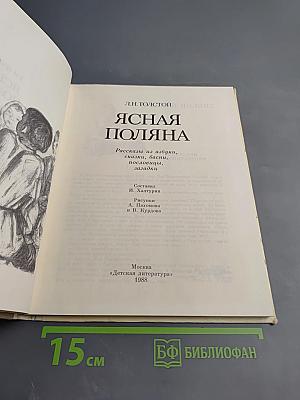 Л.Н.ТОЛСТОЙ
ЯСНАЯ
ПОЛЯНА
Рассказы из азбуки,
сказки, басни,
пословицы,
загадки
Составил
И. Халтурин
Рисунки
А. Пахомова
и В. Курдова
Москва
«Детская литература»
1988
15 см
БФ БИБЛИОФАН